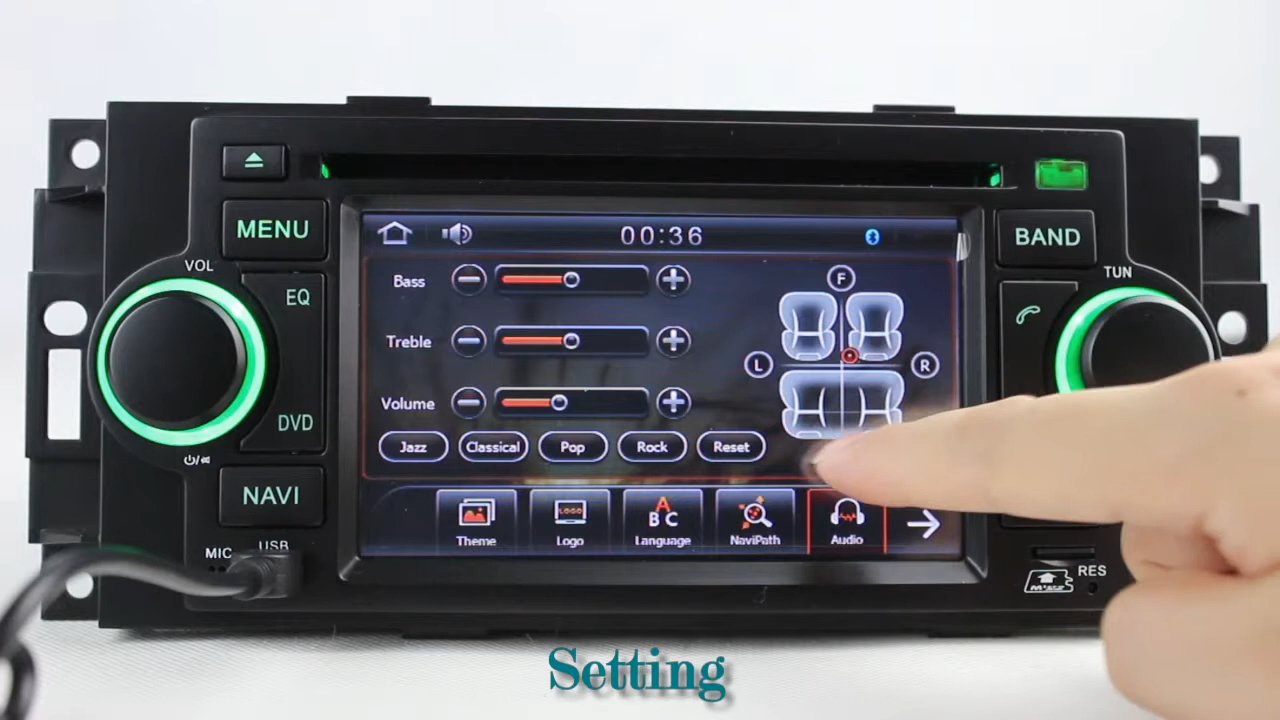 MENU
VOL
EQ
DVD
NAVI
MIC
USB
00:36
Bass
Treble
Volume
Jazz
Classical
Pop
Rock
Reset
F
L
R
Theme
LOGO
Logo
A
B C
Language
NaviPath
Audio
BAND
TUN
RES
Setting